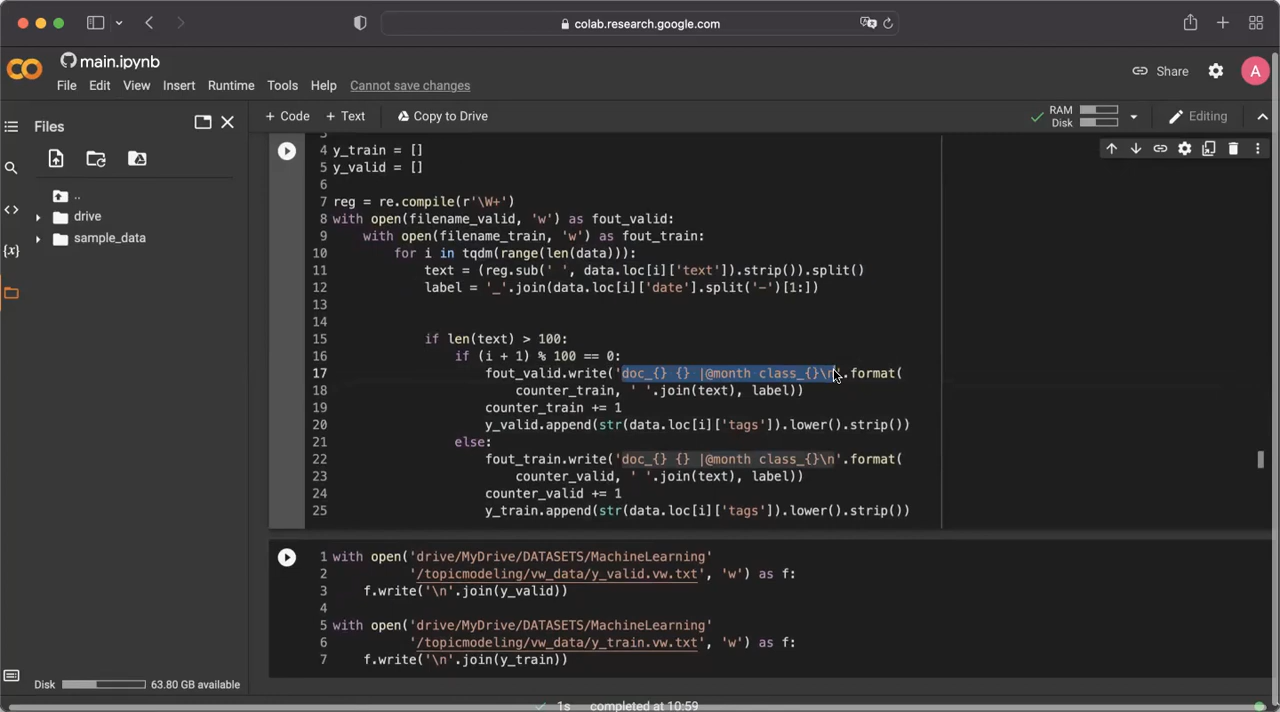 colab.research.google.com
main.ipynb
File Edit View Insert Runtime Tools Help Cannot save changes
Share
A
Files
+ Code + Text Copy to Drive
RAM
Disk
Editing
..
drive
sample_data
4 y_train = []
5 y_valid = []
6
7 reg = re.compile(r'\W+')
8 with open(filename_valid, 'w') as fout_valid:
9 with open(filename_train, 'w') as fout_train:
10 for i in tqdm(range(len(data))):
11 text = (reg.sub(' ', data.loc[i]['text']).strip()).split()
12 label = '_'.join(data.loc[i]['date'].split('-')[1:])
13
14
15 if len(text) > 100:
16 if (i + 1) % 100 == 0:
17 fout_valid.write('doc_{} {} |@month class_{}\n'.format(
18 counter_train, ' '.join(text), label))
19 counter_train += 1
20 y_valid.append(str(data.loc[i]['tags']).lower().strip())
21 else:
22 fout_train.write('doc_{} {} |@month class_{}\n'.format(
23 counter_valid, ' '.join(text), label))
24 counter_valid += 1
25 y_train.append(str(data.loc[i]['tags']).lower().strip())
1 with open('drive/MyDrive/DATASETS/MachineLearning'
2 '/topicmodeling/vw_data/y_valid.vw.txt', 'w') as f:
3 f.write('\n'.join(y_valid))
4
5 with open('drive/MyDrive/DATASETS/MachineLearning'
6 '/topicmodeling/vw_data/y_train.vw.txt', 'w') as f:
7 f.write('\n'.join(y_train))
Disk 63.80 GB available
1s completed at 10:59